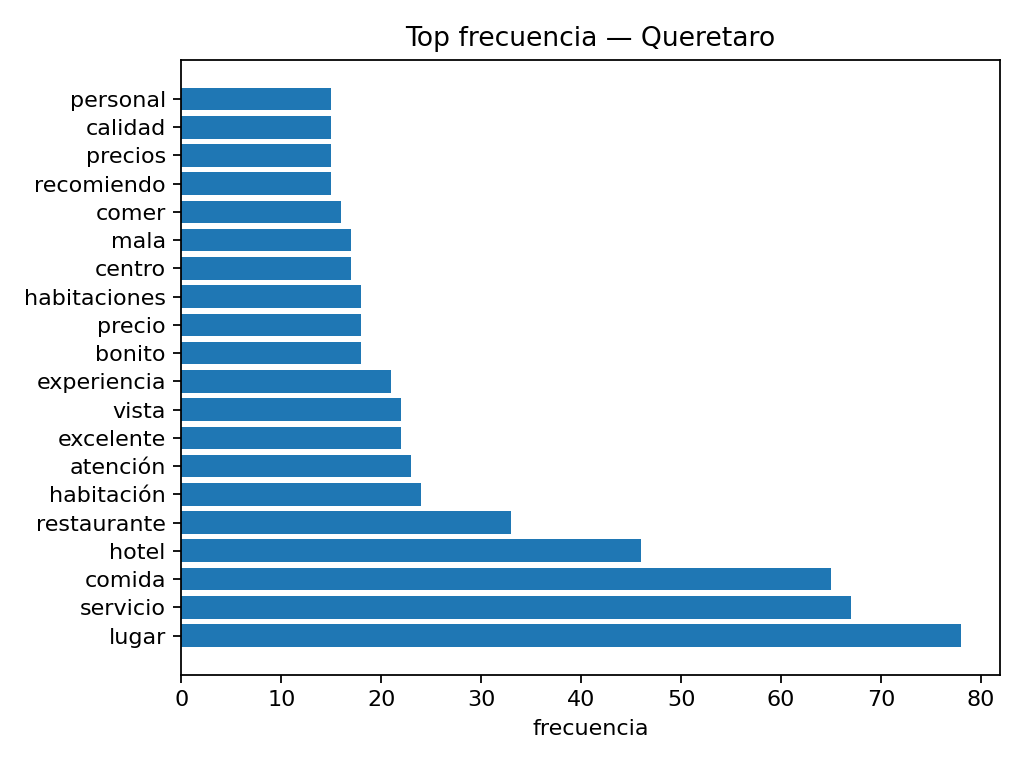 Top frecuencia — Queretaro
personal
calidad
precios
recomiendo
comer
mala
centro
habitaciones
precio
bonito
experiencia
vista
excelente
atención
habitación
restaurante
hotel
comida
servicio
lugar
0 10 20 30 40 50 60 70 80
frecuencia